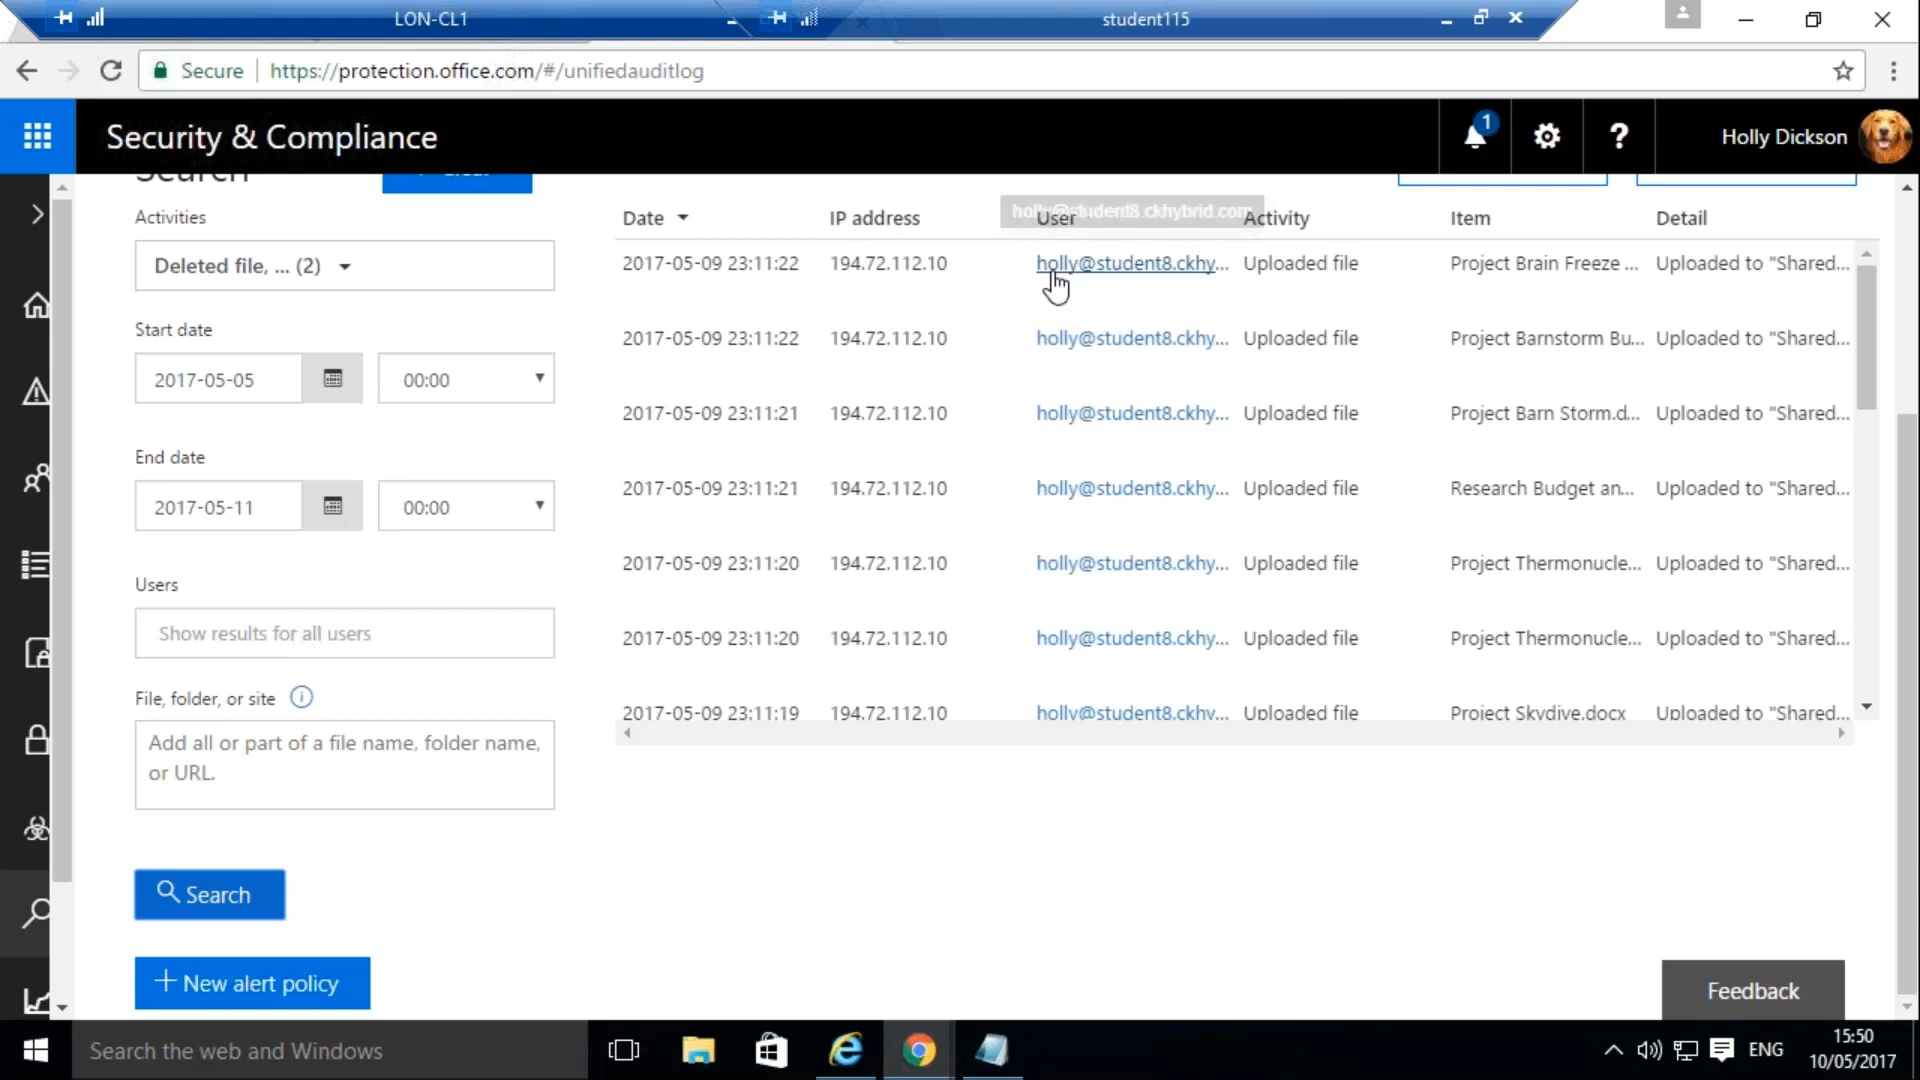 LON-CL1
student115
Secure
https://protection.office.com/#/unifiedauditlog
Security & Compliance
1
Holly Dickson
Search
Activities
Deleted file, ... (2)
Start date
2017-05-05
00:00
End date
2017-05-11
00:00
Users
Show results for all users
File, folder, or site
Add all or part of a file name, folder name,
or URL.
Search
New alert policy
holly@student8.ckhybrid.com
Date IP address User Activity Item Detail
2017-05-09 23:11:22 194.72.112.10 holly@student8.ckhy... Uploaded file Project Brain Freeze ... Uploaded to "Shared...
2017-05-09 23:11:22 194.72.112.10 holly@student8.ckhy... Uploaded file Project Barnstorm Bu... Uploaded to "Shared...
2017-05-09 23:11:21 194.72.112.10 holly@student8.ckhy... Uploaded file Project Barn Storm.d... Uploaded to "Shared...
2017-05-09 23:11:21 194.72.112.10 holly@student8.ckhy... Uploaded file Research Budget an... Uploaded to "Shared...
2017-05-09 23:11:20 194.72.112.10 holly@student8.ckhy... Uploaded file Project Thermonucle... Uploaded to "Shared...
2017-05-09 23:11:20 194.72.112.10 holly@student8.ckhy... Uploaded file Project Thermonucle... Uploaded to "Shared...
2017-05-09 23:11:19 194.72.112.10 holly@student8.ckhy... Uploaded file Project Skydive.docx Uploaded to "Shared...
Feedback
Search the web and Windows
ENG
15:50
10/05/2017